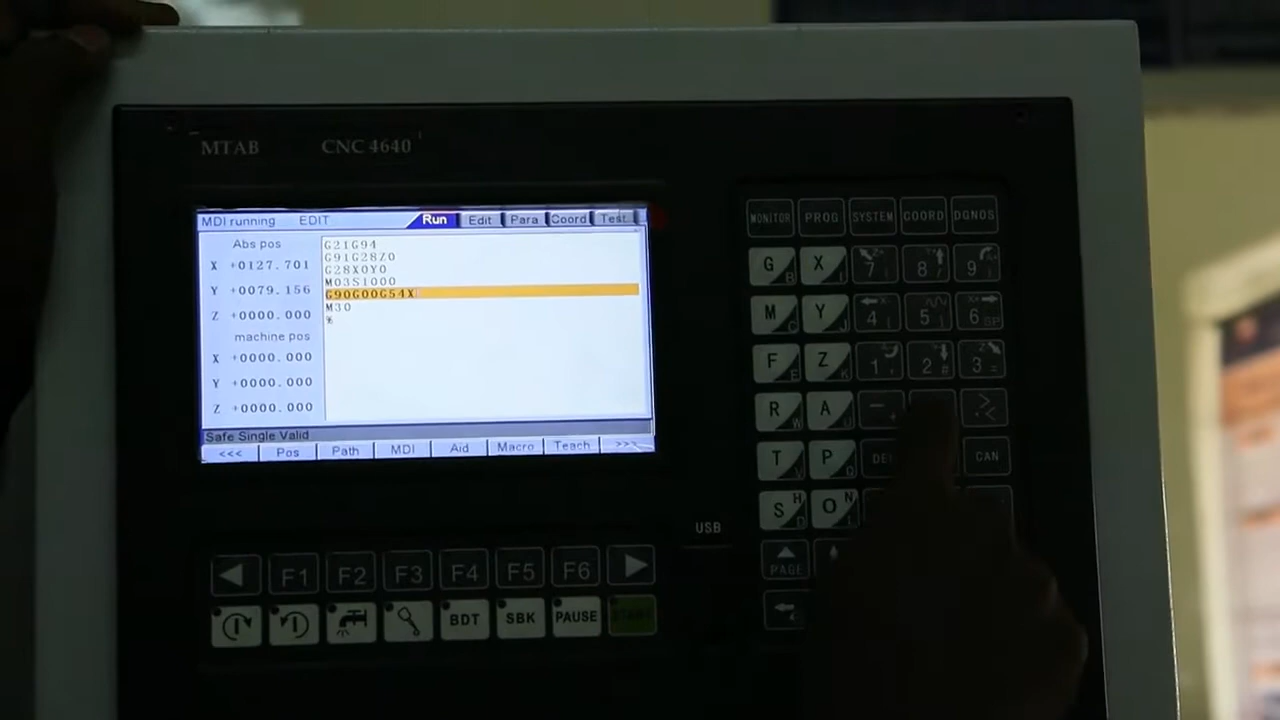 MTAB CNC 4640
MDI running EDIT Run Edit Para Coord Test
Abs pos
X +0127.701
Y +0079.156
Z +0000.000
machine pos
X +0000.000
Y +0000.000
Z +0000.000
G21G94
G91G28Z0
G28X0Y0
M03S1000
G90G00G54X
M30
%
Safe Single Valid
<<< Pos Path MDI Aid Macro Teach >>>
MONITOR PROG SYSTEM COORD DGNOS
G B X I 7 8 9
M C Y J 4 5 6 SP
F E Z K 1 2 # 3 =
R W A U - +
T V P Q DEL CAN
S H D O N L
PAGE
USB
F1 F2 F3 F4 F5 F6
BDT SBK PAUSE START